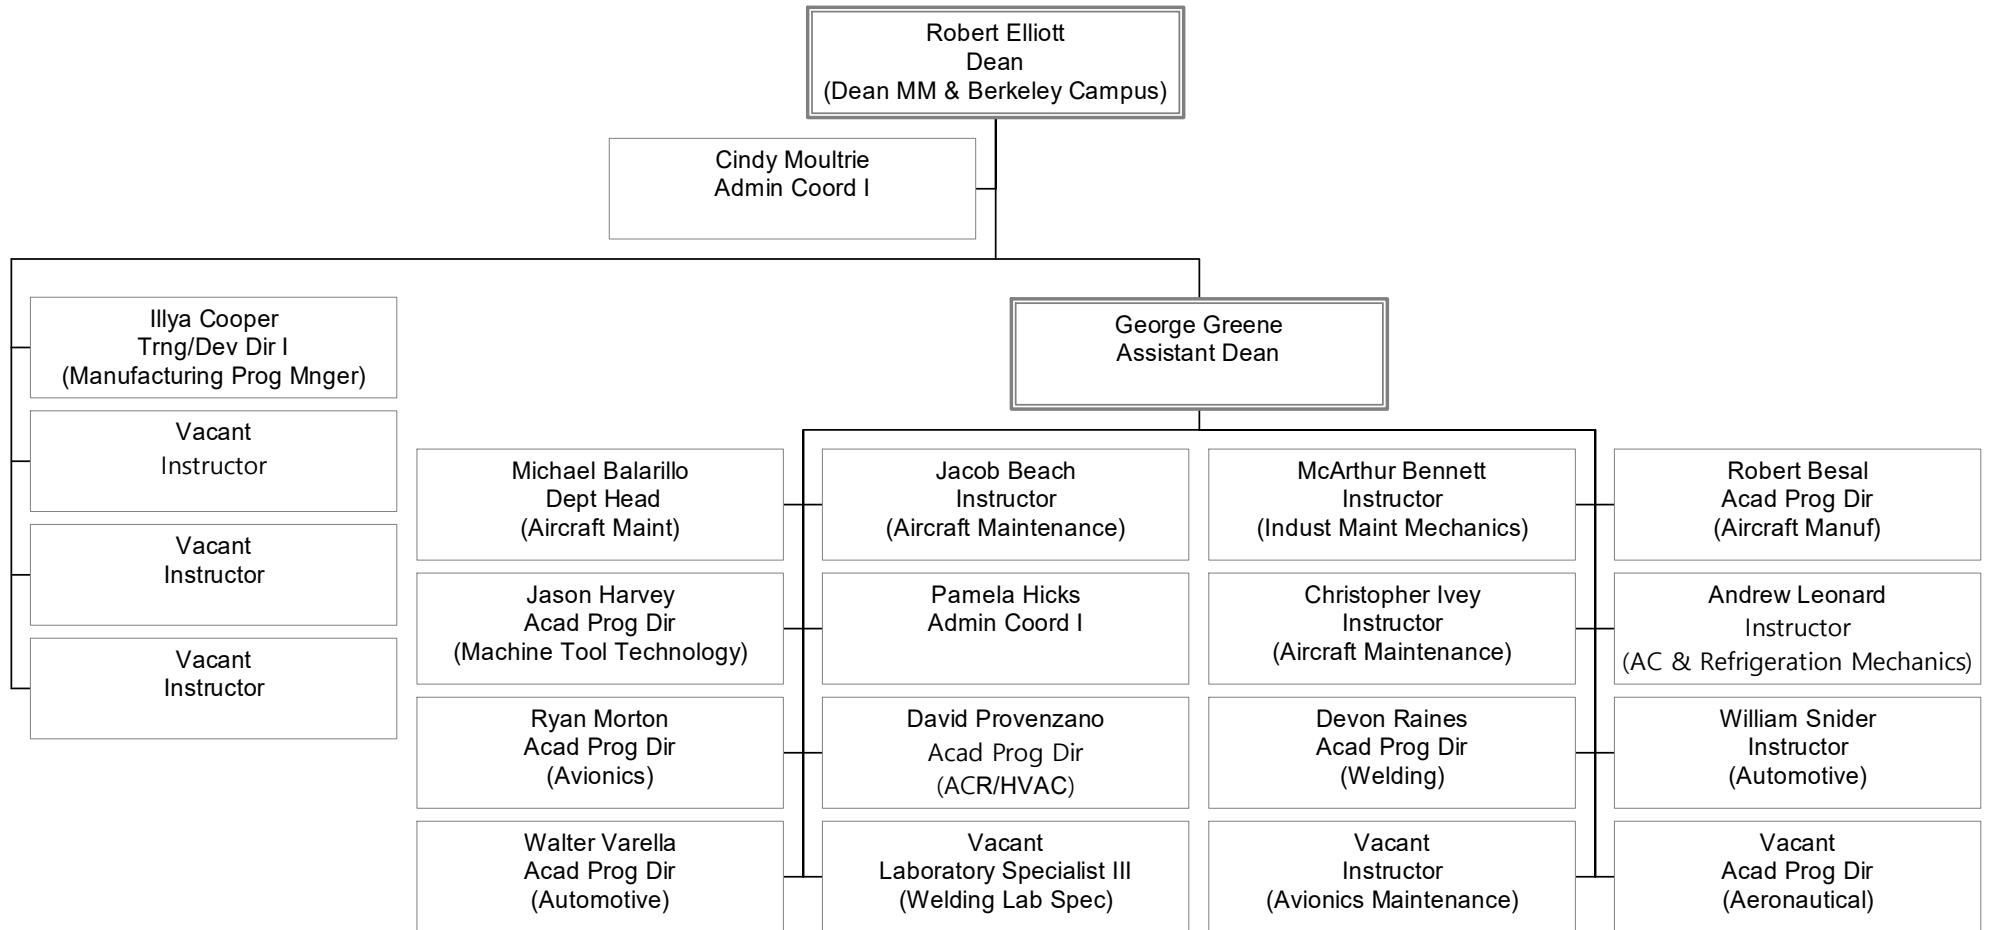 Robert Elliott
Dean
(Dean MM & Berkeley Campus)
Cindy Moultrie
Admin Coord I
Illya Cooper
Trng/Dev Dir I
(Manufacturing Prog Mnger)
Vacant
Instructor
Vacant
Instructor
Vacant
Instructor
George Greene
Assistant Dean
Michael Balarillo
Dept Head
(Aircraft Maint)
Jacob Beach
Instructor
(Aircraft Maintenance)
McArthur Bennett
Instructor
(Indust Maint Mechanics)
Robert Besal
Acad Prog Dir
(Aircraft Manuf)
Jason Harvey
Acad Prog Dir
(Machine Tool Technology)
Pamela Hicks
Admin Coord I
Christopher Ivey
Instructor
(Aircraft Maintenance)
Andrew Leonard
Instructor
(AC & Refrigeration Mechanics)
Ryan Morton
Acad Prog Dir
(Avionics)
David Provenzano
Acad Prog Dir
(ACR/HVAC)
Devon Raines
Acad Prog Dir
(Welding)
William Snider
Instructor
(Automotive)
Walter Varella
Acad Prog Dir
(Automotive)
Vacant
Laboratory Specialist III
(Welding Lab Spec)
Vacant
Instructor
(Avionics Maintenance)
Vacant
Acad Prog Dir
(Aeronautical)